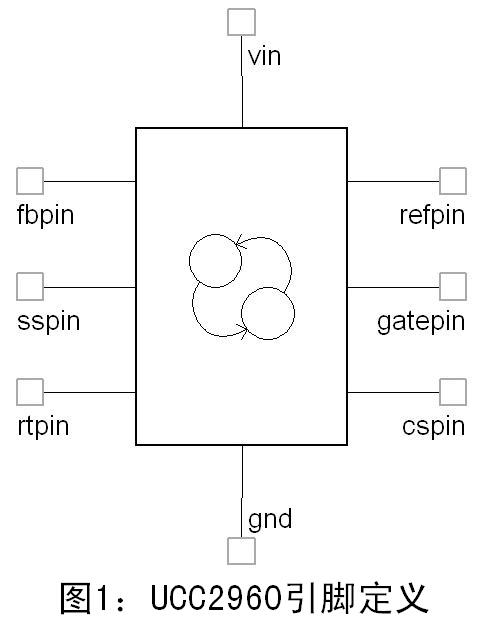 vin
fbpin
refpin
sspin
gatepin
rtpin
cspin
gnd
图1：UCC2960引脚定义